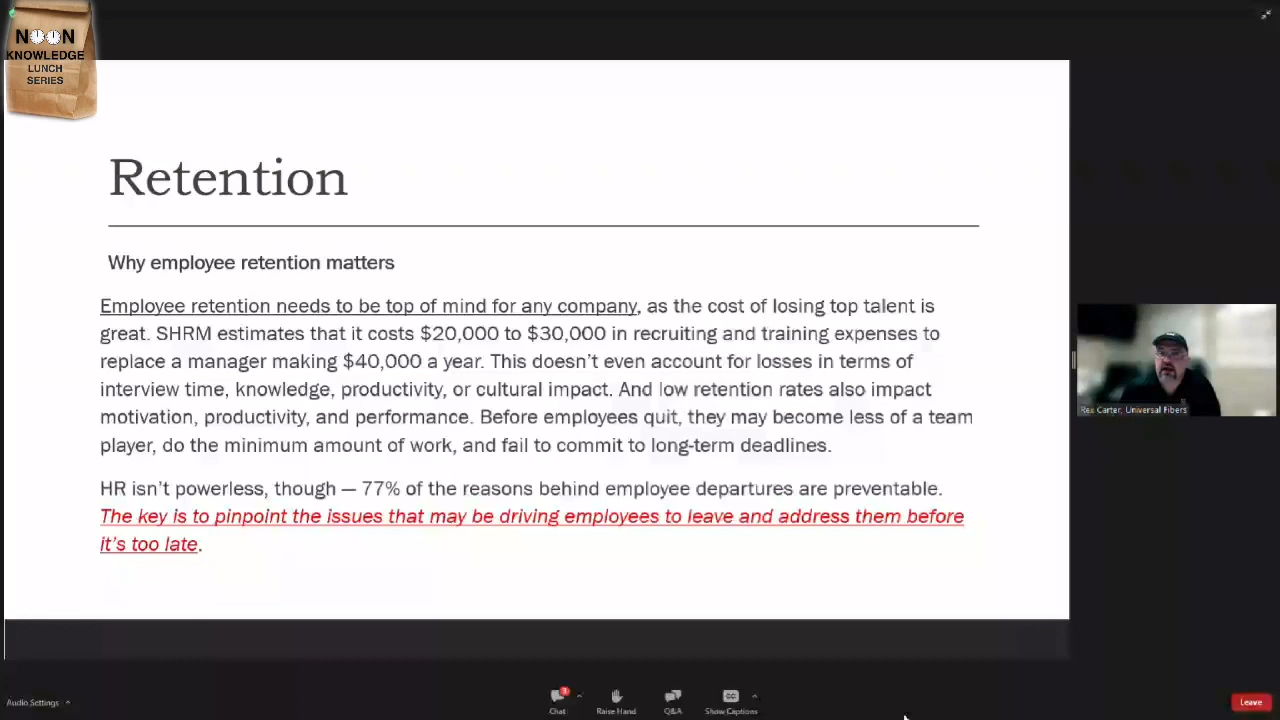 NOON
KNOWLEDGE
LUNCH
SERIES
Retention
Why employee retention matters
Employee retention needs to be top of mind for any company, as the cost of losing top talent is
great. SHRM estimates that it costs $20,000 to $30,000 in recruiting and training expenses to
replace a manager making $40,000 a year. This doesn’t even account for losses in terms of
interview time, knowledge, productivity, or cultural impact. And low retention rates also impact
motivation, productivity, and performance. Before employees quit, they may become less of a team
player, do the minimum amount of work, and fail to commit to long-term deadlines.
HR isn’t powerless, though — 77% of the reasons behind employee departures are preventable.
The key is to pinpoint the issues that may be driving employees to leave and address them before
it’s too late.
Rex Carter, Universal Fibers
Audio Settings
Chat
Raise Hand
Q&A
Show Captions
Leave